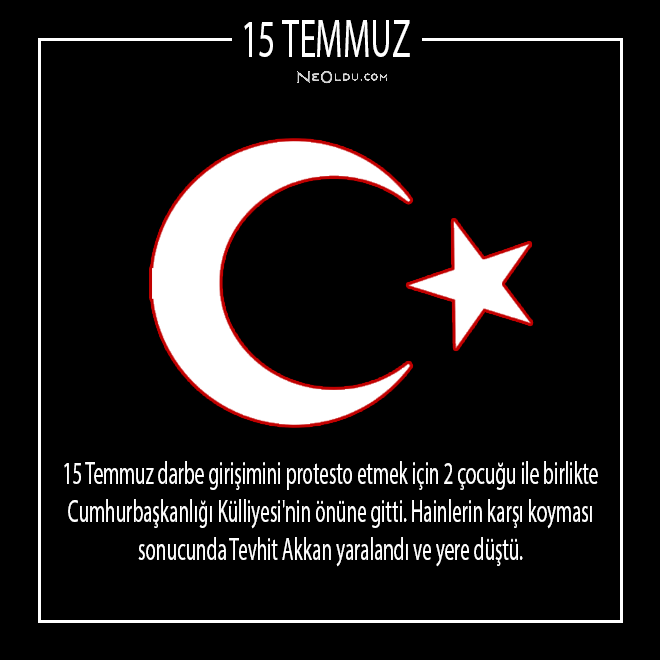 15 TEMMUZ
NeOldu.com
15 Temmuz darbe girişimini protesto etmek için 2 çocuğu ile birlikte
Cumhurbaşkanlığı Külliyesi'nin önüne gitti. Hainlerin karşı koyması
sonucunda Tevhit Akkan yaralandı ve yere düştü.